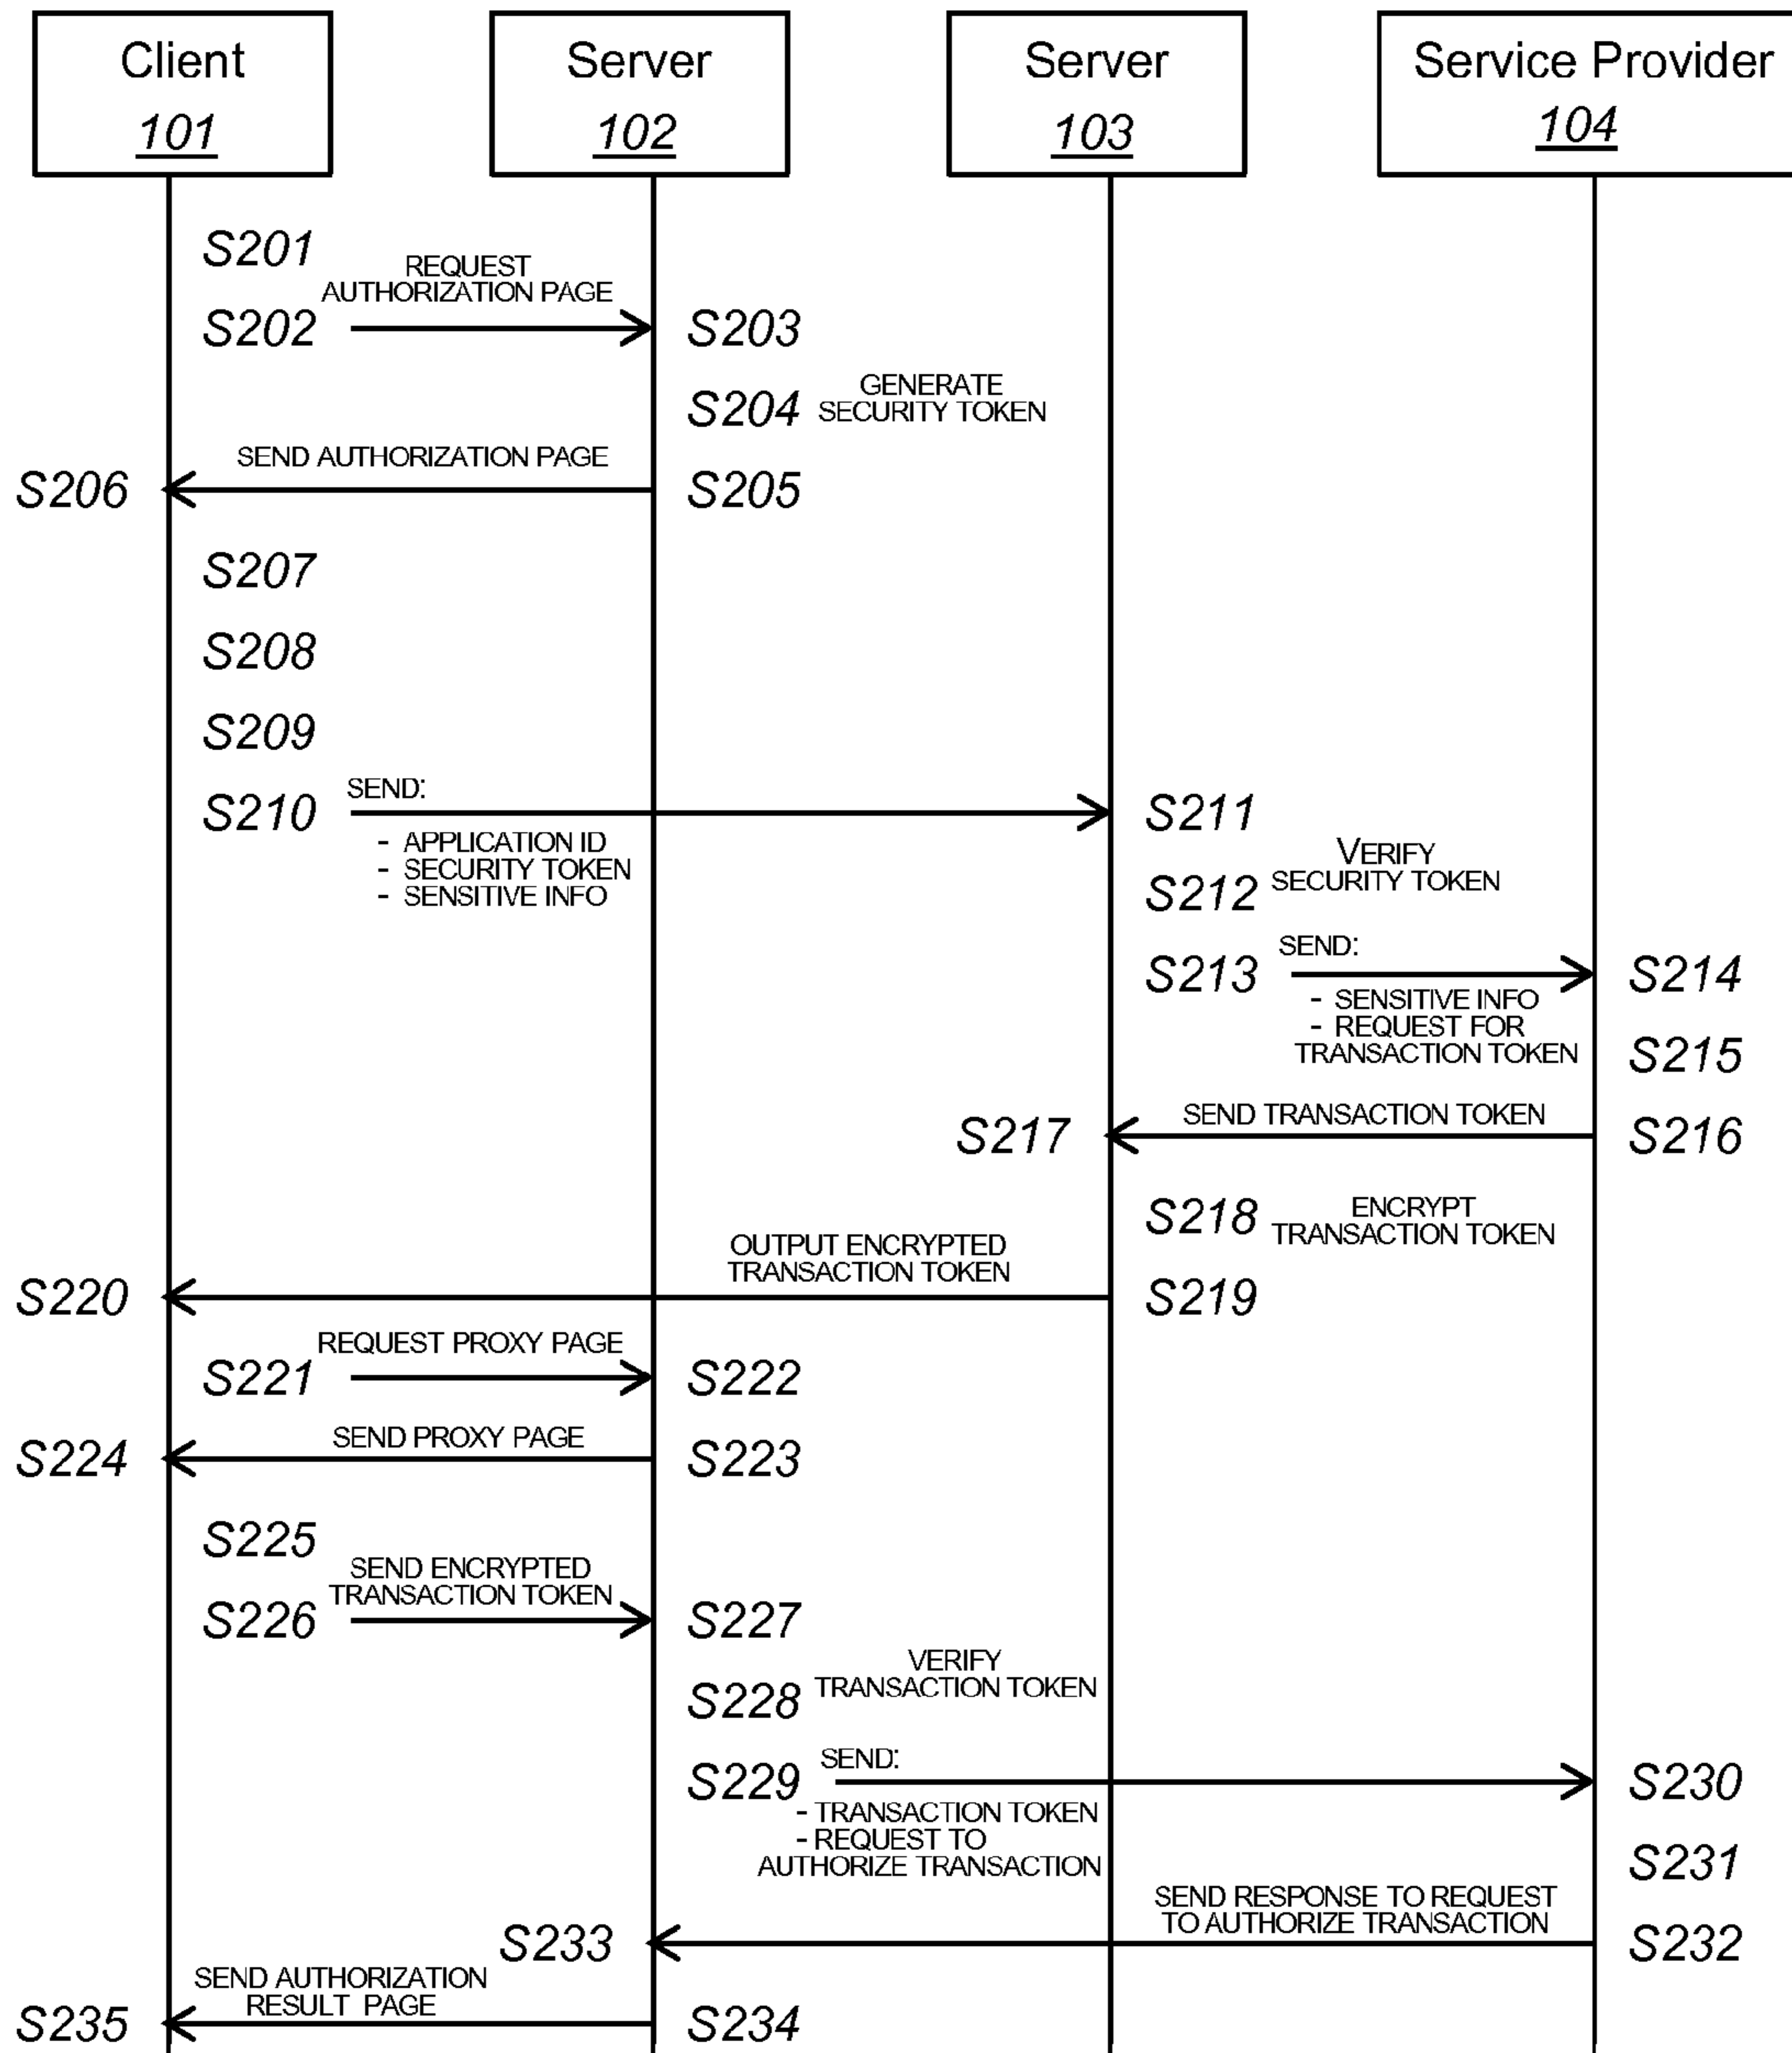 Client
101
Server
102
Server
103
Service Provider
104
S201
REQUEST
AUTHORIZATION PAGE
S202
S203
S204
GENERATE
SECURITY TOKEN
SEND AUTHORIZATION PAGE
S206
S205
S207
S208
S209
S210
SEND:
- APPLICATION ID
- SECURITY TOKEN
- SENSITIVE INFO
S211
VERIFY
SECURITY TOKEN
S212
S213
SEND:
- SENSITIVE INFO
- REQUEST FOR
TRANSACTION TOKEN
S214
S215
SEND TRANSACTION TOKEN
S217
S216
S218
ENCRYPT
TRANSACTION TOKEN
OUTPUT ENCRYPTED
TRANSACTION TOKEN
S220
S219
REQUEST PROXY PAGE
S221
S222
SEND PROXY PAGE
S224
S223
S225
SEND ENCRYPTED
TRANSACTION TOKEN
S226
S227
VERIFY
TRANSACTION TOKEN
S228
S229
SEND:
- TRANSACTION TOKEN
- REQUEST TO
AUTHORIZE TRANSACTION
S230
S231
SEND RESPONSE TO REQUEST
TO AUTHORIZE TRANSACTION
S233
S232
SEND AUTHORIZATION
RESULT PAGE
S235
S234